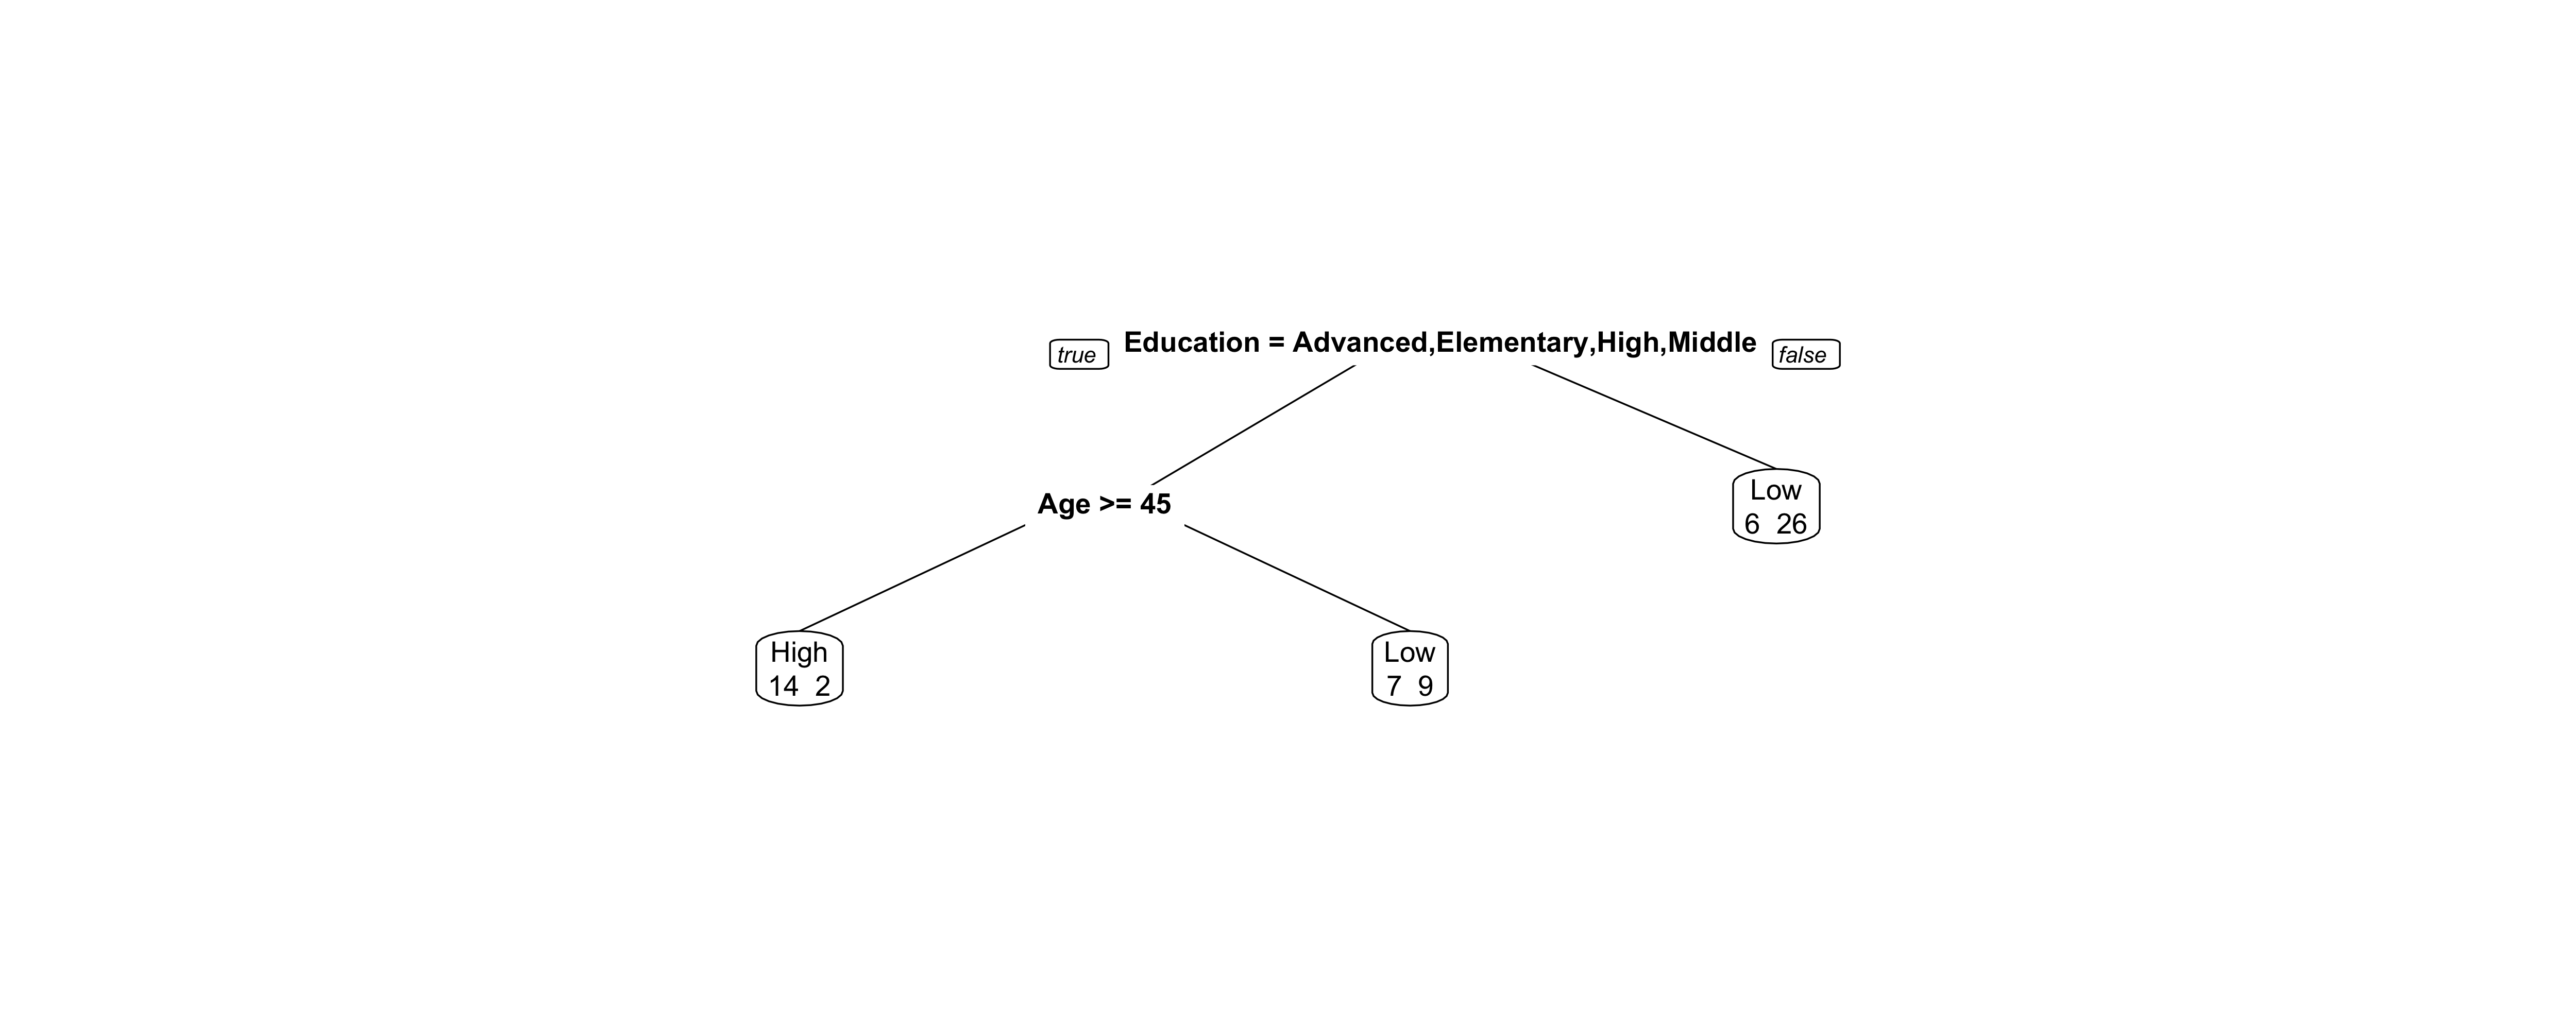 true Education = Advanced,Elementary,High,Middle false
Age >= 45
Low
6 26
High
14 2
Low
7 9